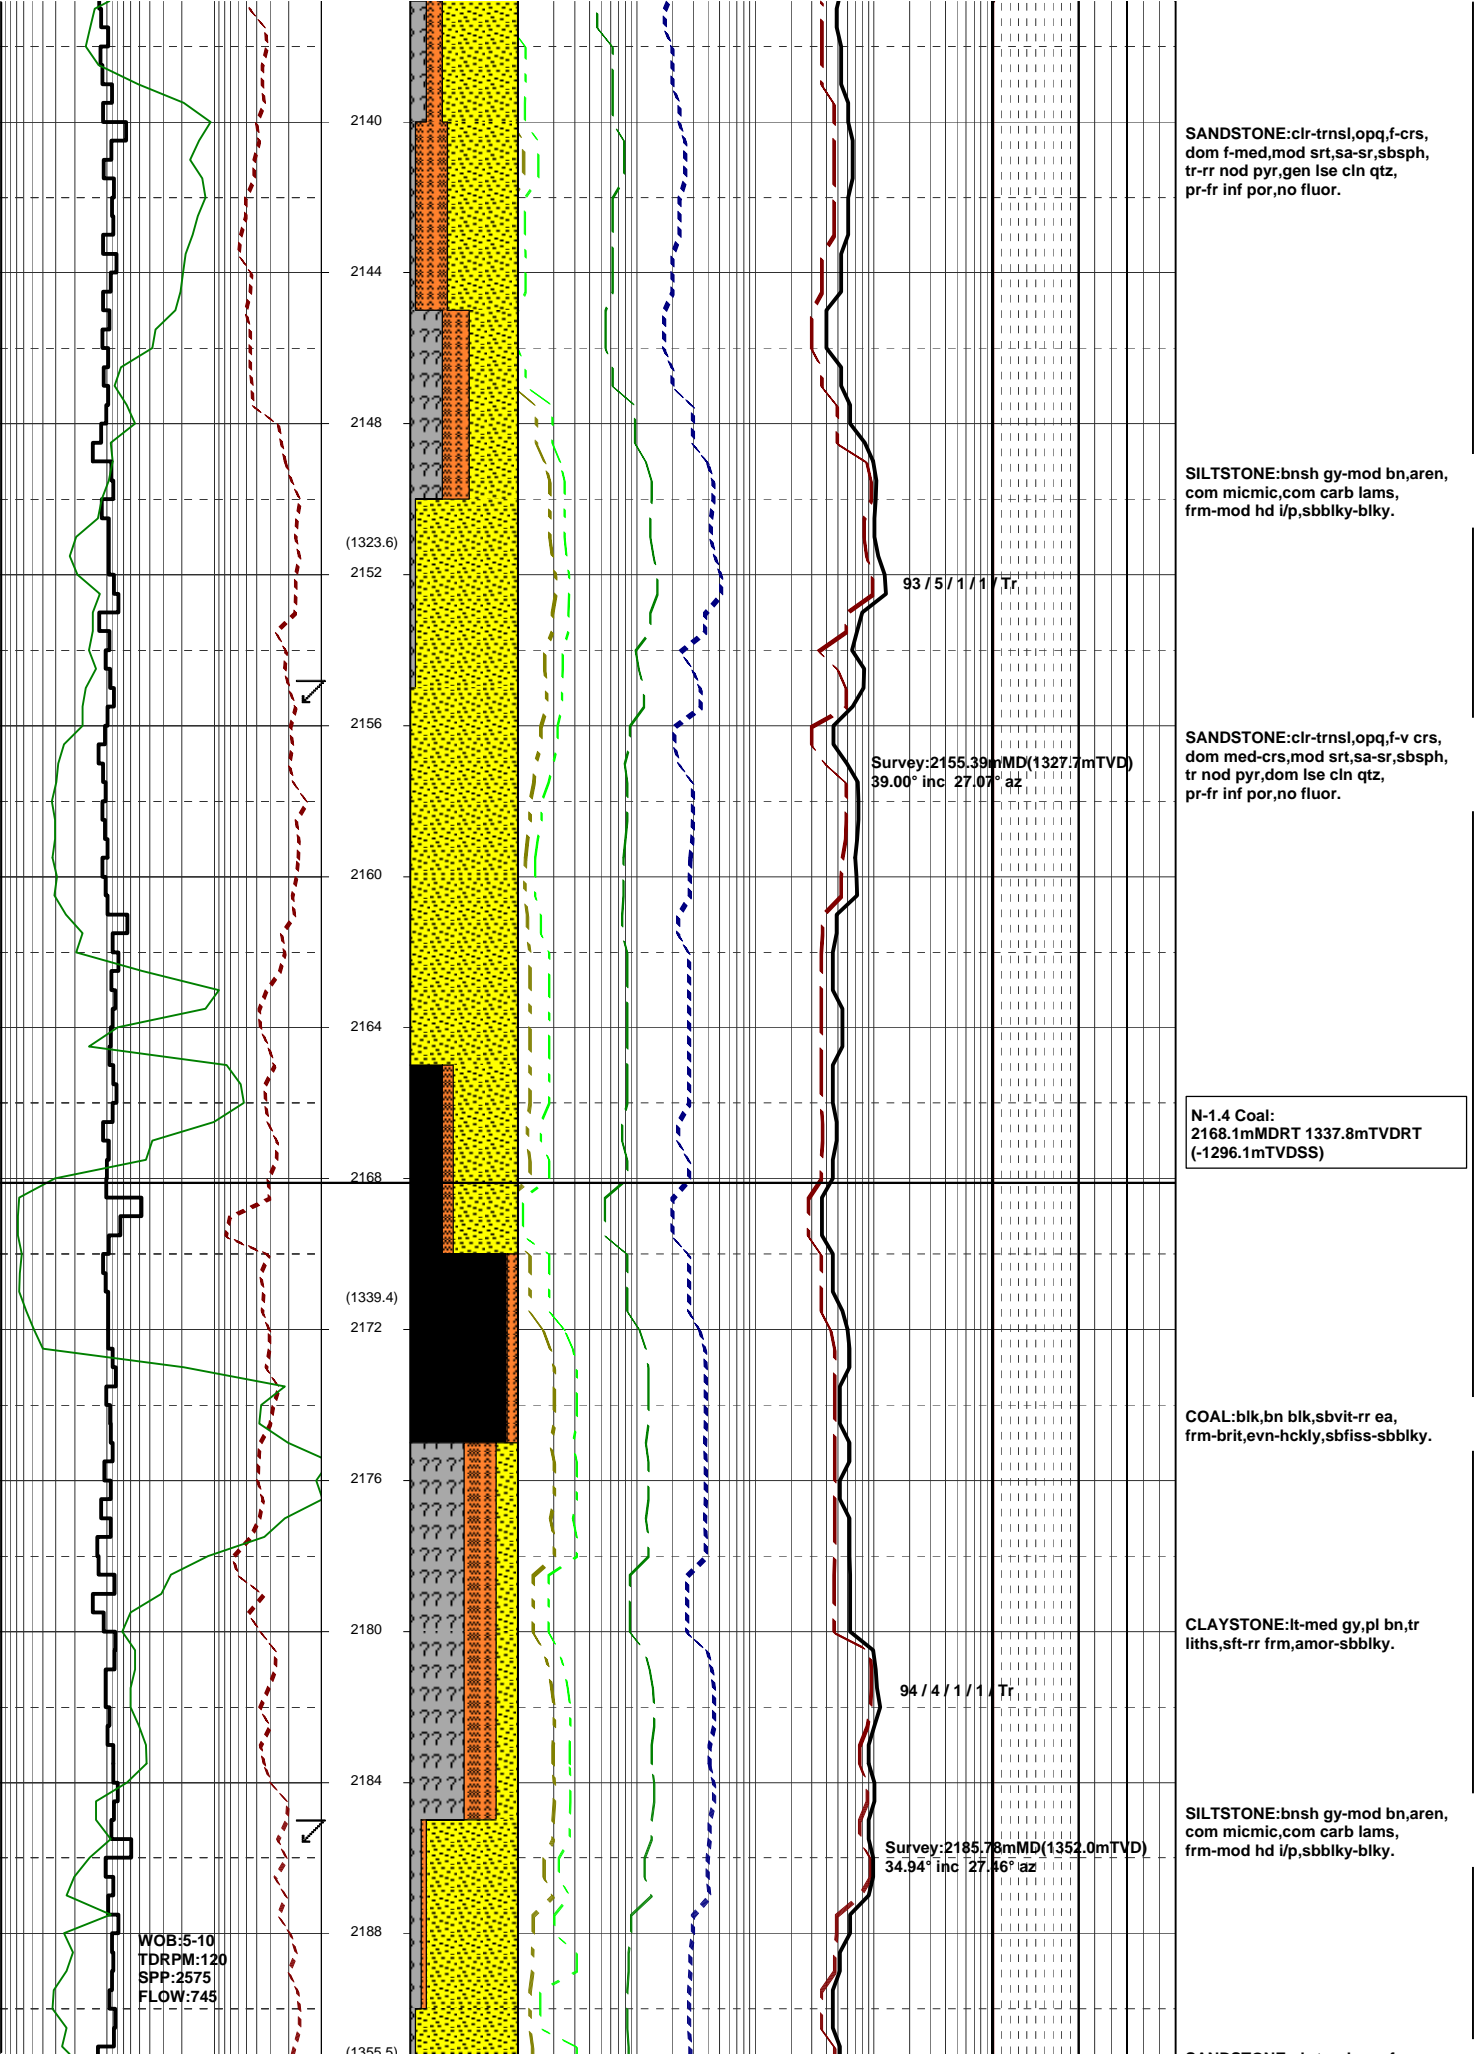 2140
SANDSTONE:clr-trnsl,opq,f-crs,
dom f-med,mod srt,sa-sr,sbsph,
tr-rr nod pyr,gen lse cln qtz,
pr-fr inf por,no fluor.
2144
2148
SILTSTONE:bnsh gy-mod bn,aren,
com micmic,com carb lams,
frm-mod hd i/p,sbblky-blky.
(1323.6)
2152
93 / 5 / 1 / 1 / Tr
2156
SANDSTONE:clr-trnsl,opq,f-v crs,
dom med-crs,mod srt,sa-sr,sbsph,
tr nod pyr,dom lse cln qtz,
pr-fr inf por,no fluor.
Survey:2155.39mMD(1327.7mTVD)
39.00° inc 27.07° az
2160
2164
N-1.4 Coal:
2168.1mMDRT 1337.8mTVDRT
(-1296.1mTVDSS)
2168
(1339.4)
2172
COAL:blk,bn blk,sbvit-rr ea,
frm-brit,evn-hckly,sbfiss-sbblky.
2176
2180
CLAYSTONE:lt-med gy,pl bn,tr
liths,sft-rr frm,amor-sbblky.
94 / 4 / 1 / 1 / Tr
2184
SILTSTONE:bnsh gy-mod bn,aren,
com micmic,com carb lams,
frm-mod hd i/p,sbblky-blky.
Survey:2185.78mMD(1352.0mTVD)
34.94° inc 27.46° az
2188
WOB:5-10
TDRPM:120
SPP:2575
FLOW:745
(1355.5)